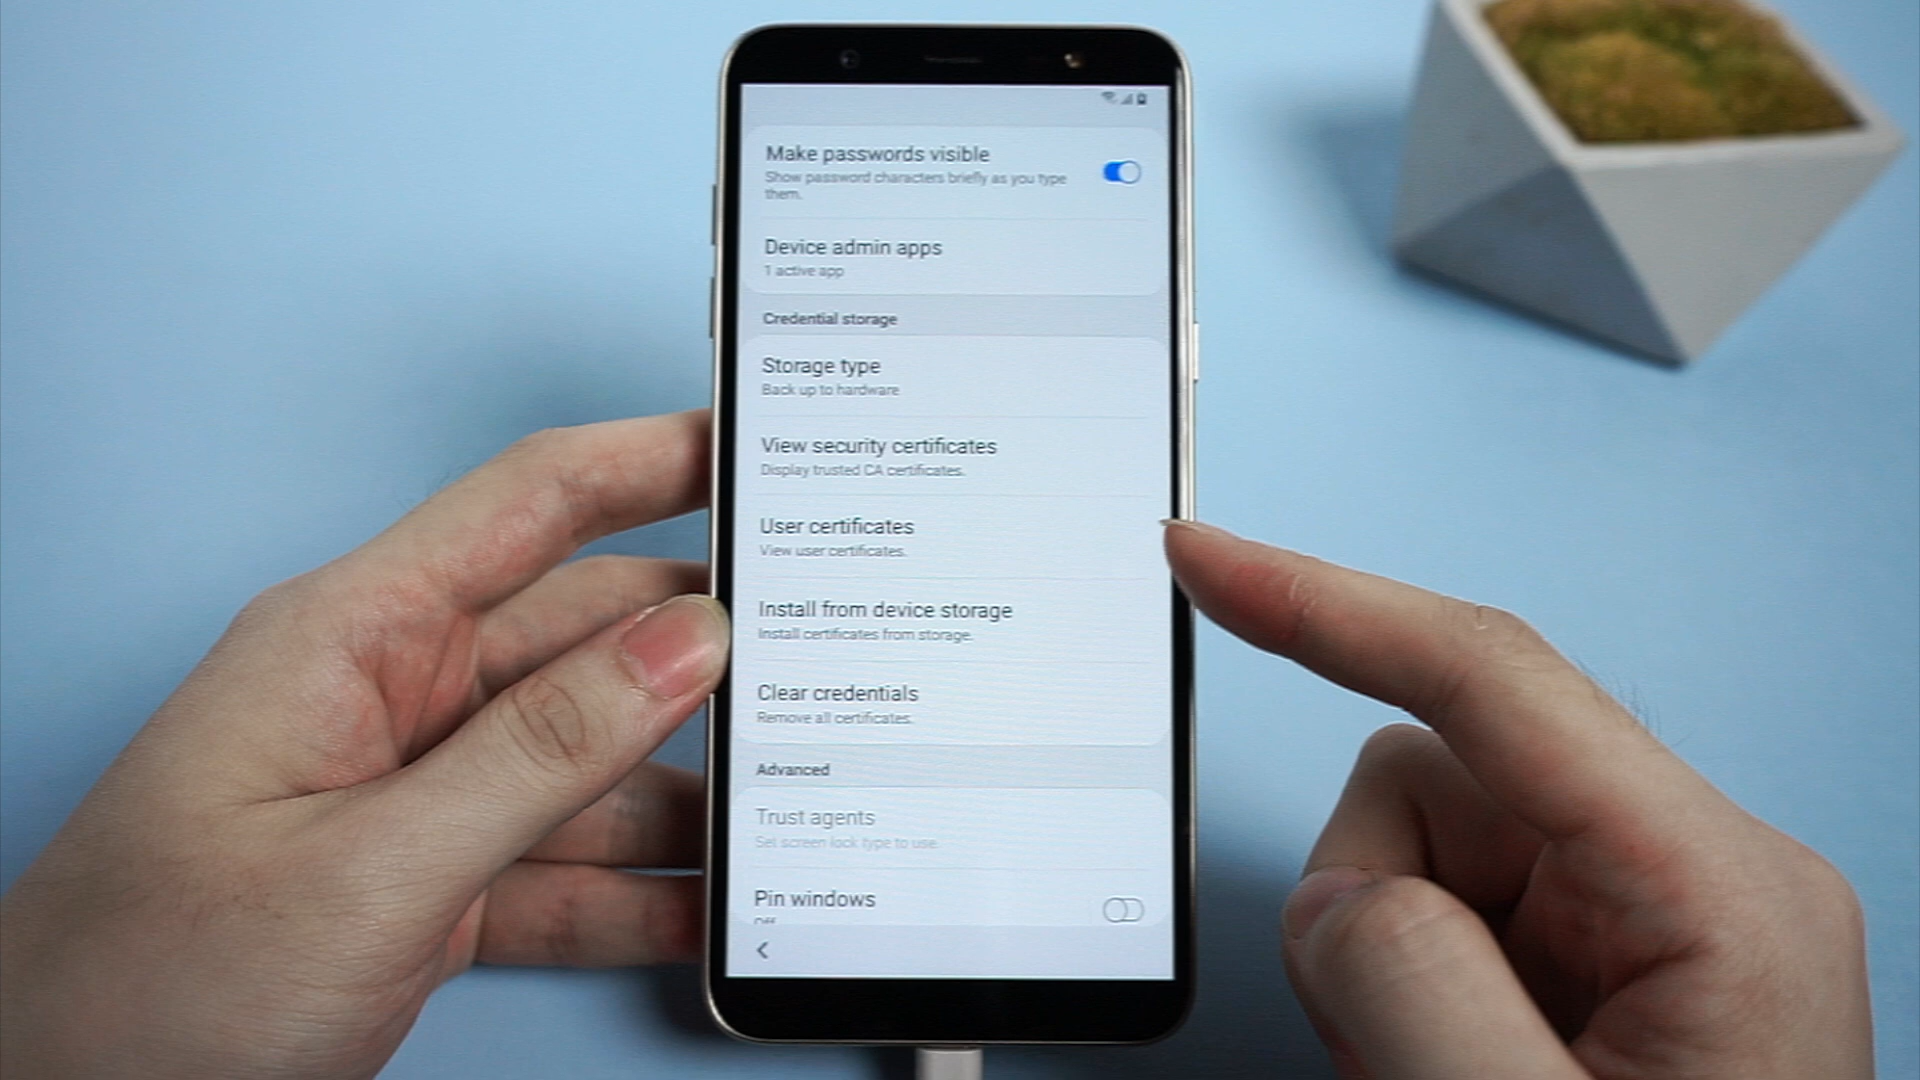 Make passwords visible
Show password characters briefly as you type
them.
Device admin apps
1 active app
Credential storage
Storage type
Back up to hardware
View security certificates
Display trusted CA certificates.
User certificates
View user certificates.
Install from device storage
Install certificates from storage.
Clear credentials
Remove all certificates.
Advanced
Trust agents
Set screen lock type to use.
Pin windows
Off